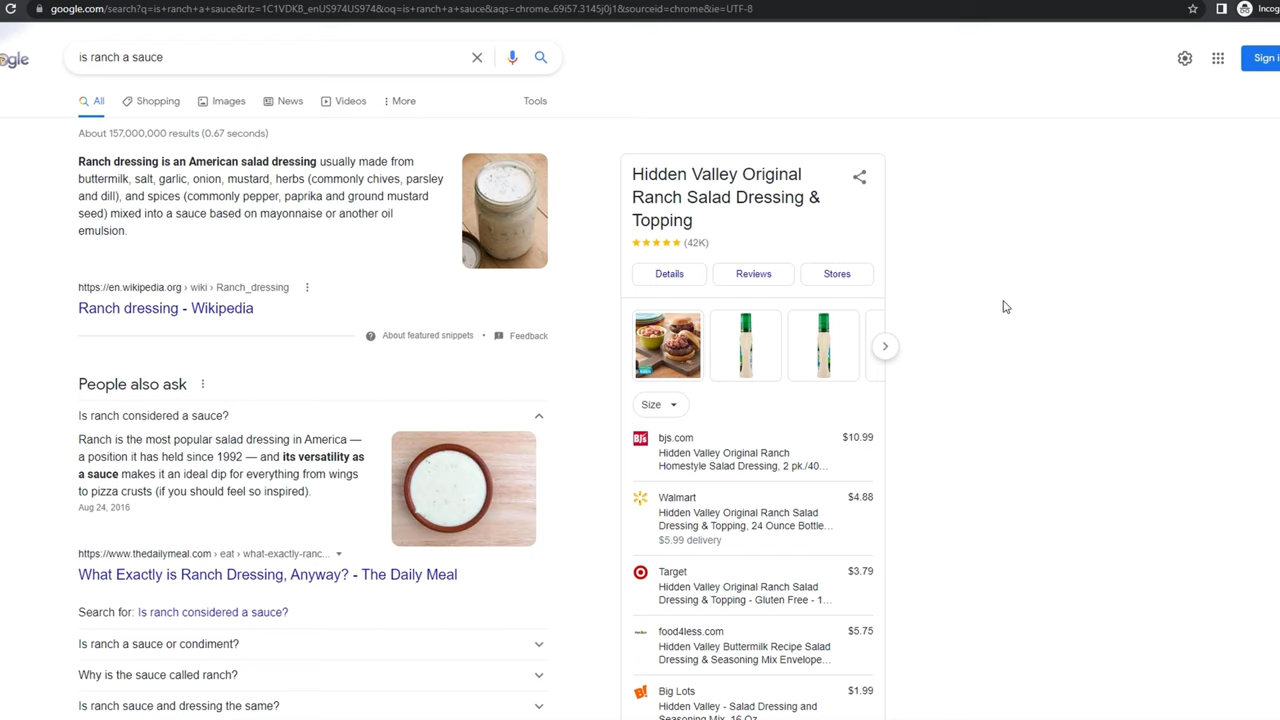 google.com/search?q=is+ranch+a+sauce&rlz=1C1VDKB_enUS974US974&oq=is+ranch+a+sauce&aqs=chrome..69i57.3145j0j1&sourceid=chrome&ie=UTF-8
Incog
ogle
is ranch a sauce
Sign i
All
Shopping
Images
News
Videos
More
Tools
About 157,000,000 results (0.67 seconds)
Ranch dressing is an American salad dressing usually made from
buttermilk, salt, garlic, onion, mustard, herbs (commonly chives, parsley
and dill), and spices (commonly pepper, paprika and ground mustard
seed) mixed into a sauce based on mayonnaise or another oil
emulsion.
https://en.wikipedia.org › wiki › Ranch_dressing
Ranch dressing - Wikipedia
About featured snippets • Feedback
People also ask
Is ranch considered a sauce?
Ranch is the most popular salad dressing in America —
a position it has held since 1992 — and its versatility as
a sauce makes it an ideal dip for everything from wings
to pizza crusts (if you should feel so inspired).
Aug 24, 2016
https://www.thedailymeal.com › eat › what-exactly-ranc...
What Exactly is Ranch Dressing, Anyway? - The Daily Meal
Search for: Is ranch considered a sauce?
Is ranch a sauce or condiment?
Why is the sauce called ranch?
Is ranch sauce and dressing the same?
Hidden Valley Original
Ranch Salad Dressing &
Topping
(42K)
Details
Reviews
Stores
Size
BJ's
bjs.com
$10.99
Hidden Valley Original Ranch
Homestyle Salad Dressing, 2 pk./40...
Walmart
$4.88
Hidden Valley Original Ranch Salad
Dressing & Topping, 24 Ounce Bottle...
$5.99 delivery
Target
$3.79
Hidden Valley Original Ranch Salad
Dressing & Topping - Gluten Free - 1...
food4less.com
$5.75
Hidden Valley Buttermilk Recipe Salad
Dressing & Seasoning Mix Envelope...
B!
Big Lots
$1.99
Hidden Valley - Salad Dressing and
Seasoning Mix, 16 Oz